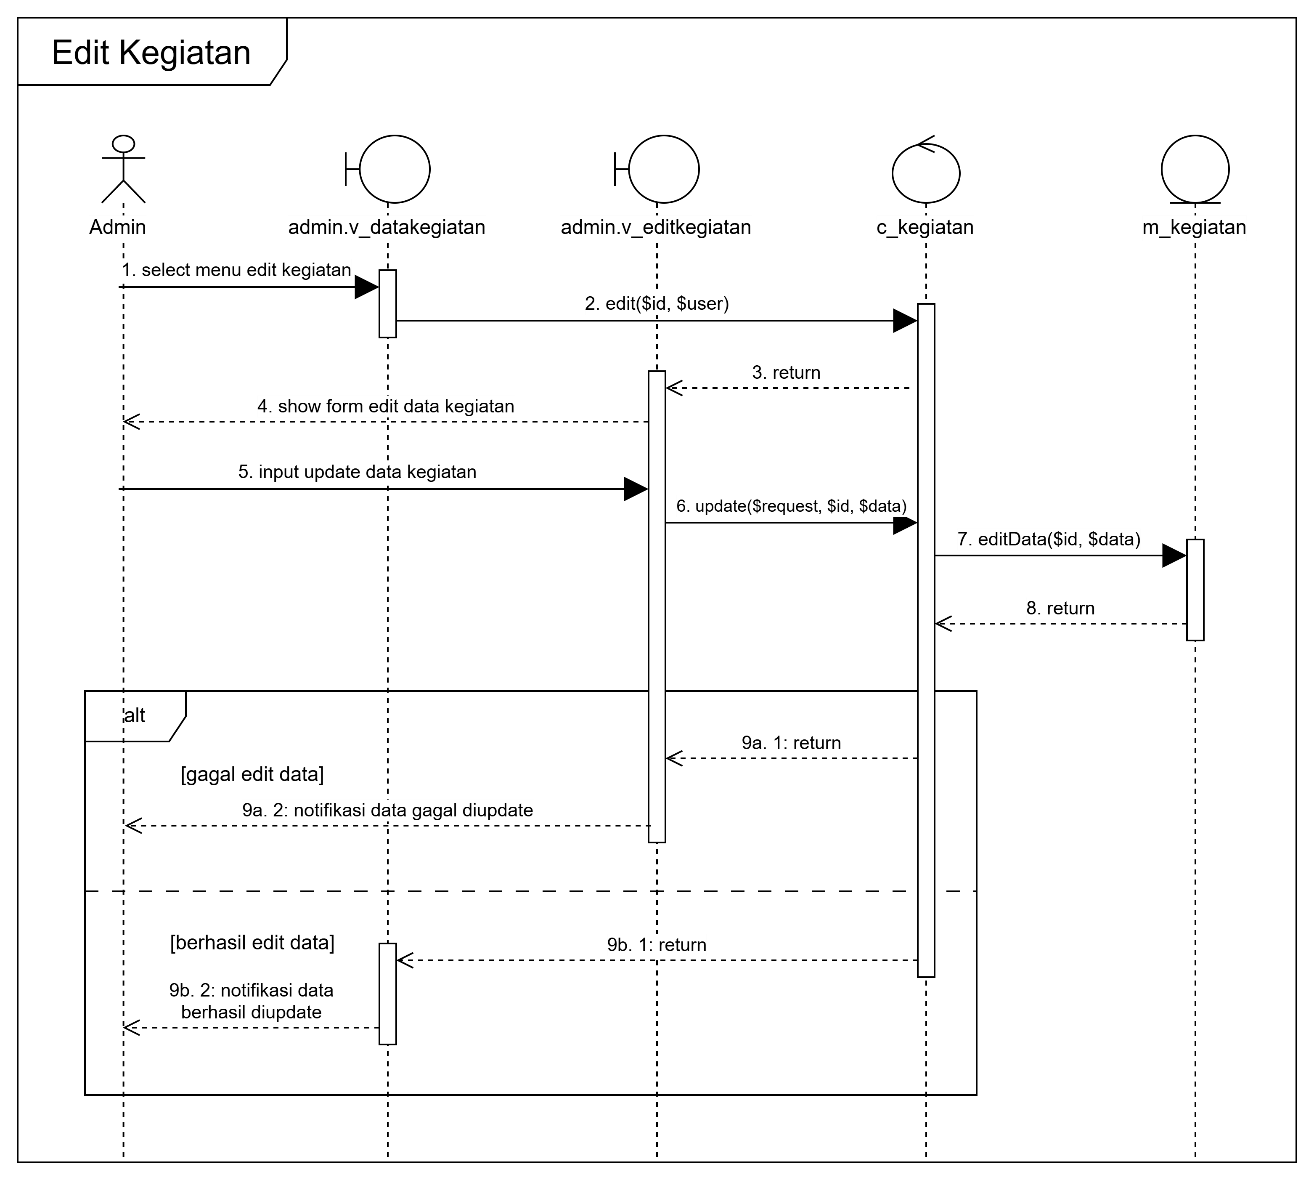 Edit Kegiatan
Admin
admin.v_datakegiatan
admin.v_editkegiatan
c_kegiatan
m_kegiatan
1. select menu edit kegiatan
2. edit($id, $user)
3. return
4. show form edit data kegiatan
5. input update data kegiatan
6. update($request, $id, $data)
7. editData($id, $data)
8. return
alt
9a. 1: return
[gagal edit data]
9a. 2: notifikasi data gagal diupdate
[berhasil edit data]
9b. 1: return
9b. 2: notifikasi data
berhasil diupdate